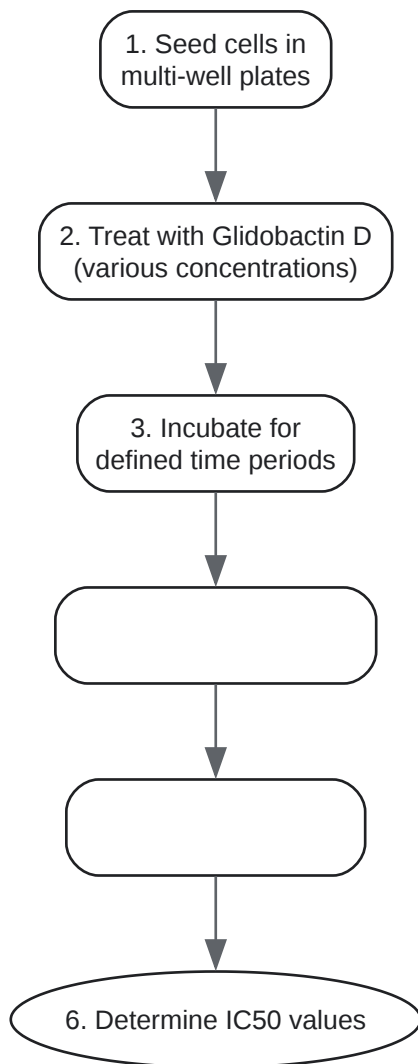 1. Seed cells in
multi-well plates
2. Treat with Glidobactin D
(various concentrations)
3. Incubate for
defined time periods
6. Determine IC50 values